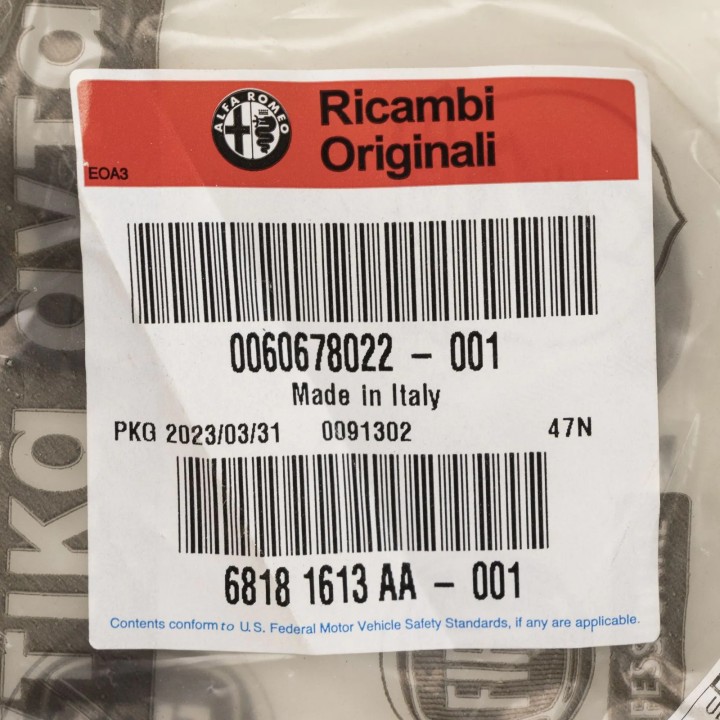 ALFA ROMEO
Ricambi
Originali
EOA3
0060678022 - 001
Made in Italy
PKG 2023/03/31 0091302 47N
6818 1613 AA - 001
Contents conform to U.S. Federal Motor Vehicle Safety Standards, if any are applicable.